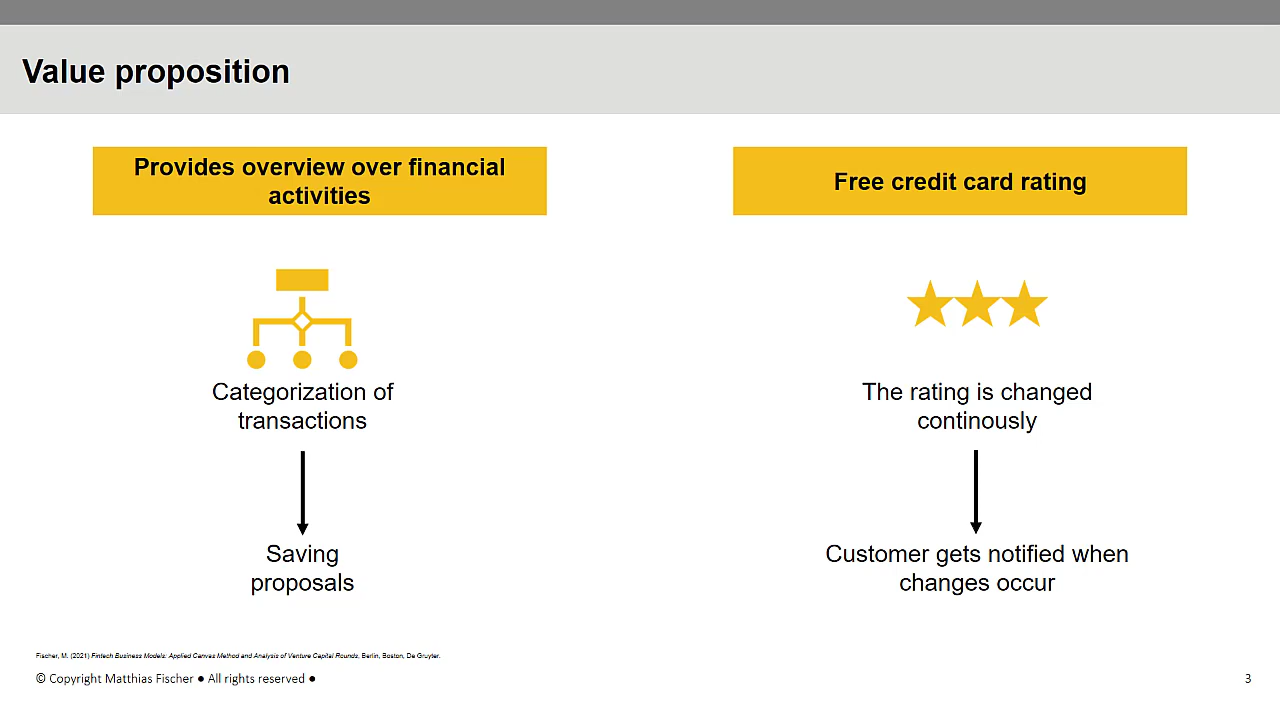 Value proposition
Provides overview over financial
activities
Free credit card rating
Categorization of
transactions
The rating is changed
continously
Saving
proposals
Customer gets notified when
changes occur
Fischer, M. (2021) Fintech Business Models: Applied Canvas Method and Analysis of Venture Capital Rounds, Berlin, Boston, De Gruyter.
© Copyright Matthias Fischer ● All rights reserved ●
3